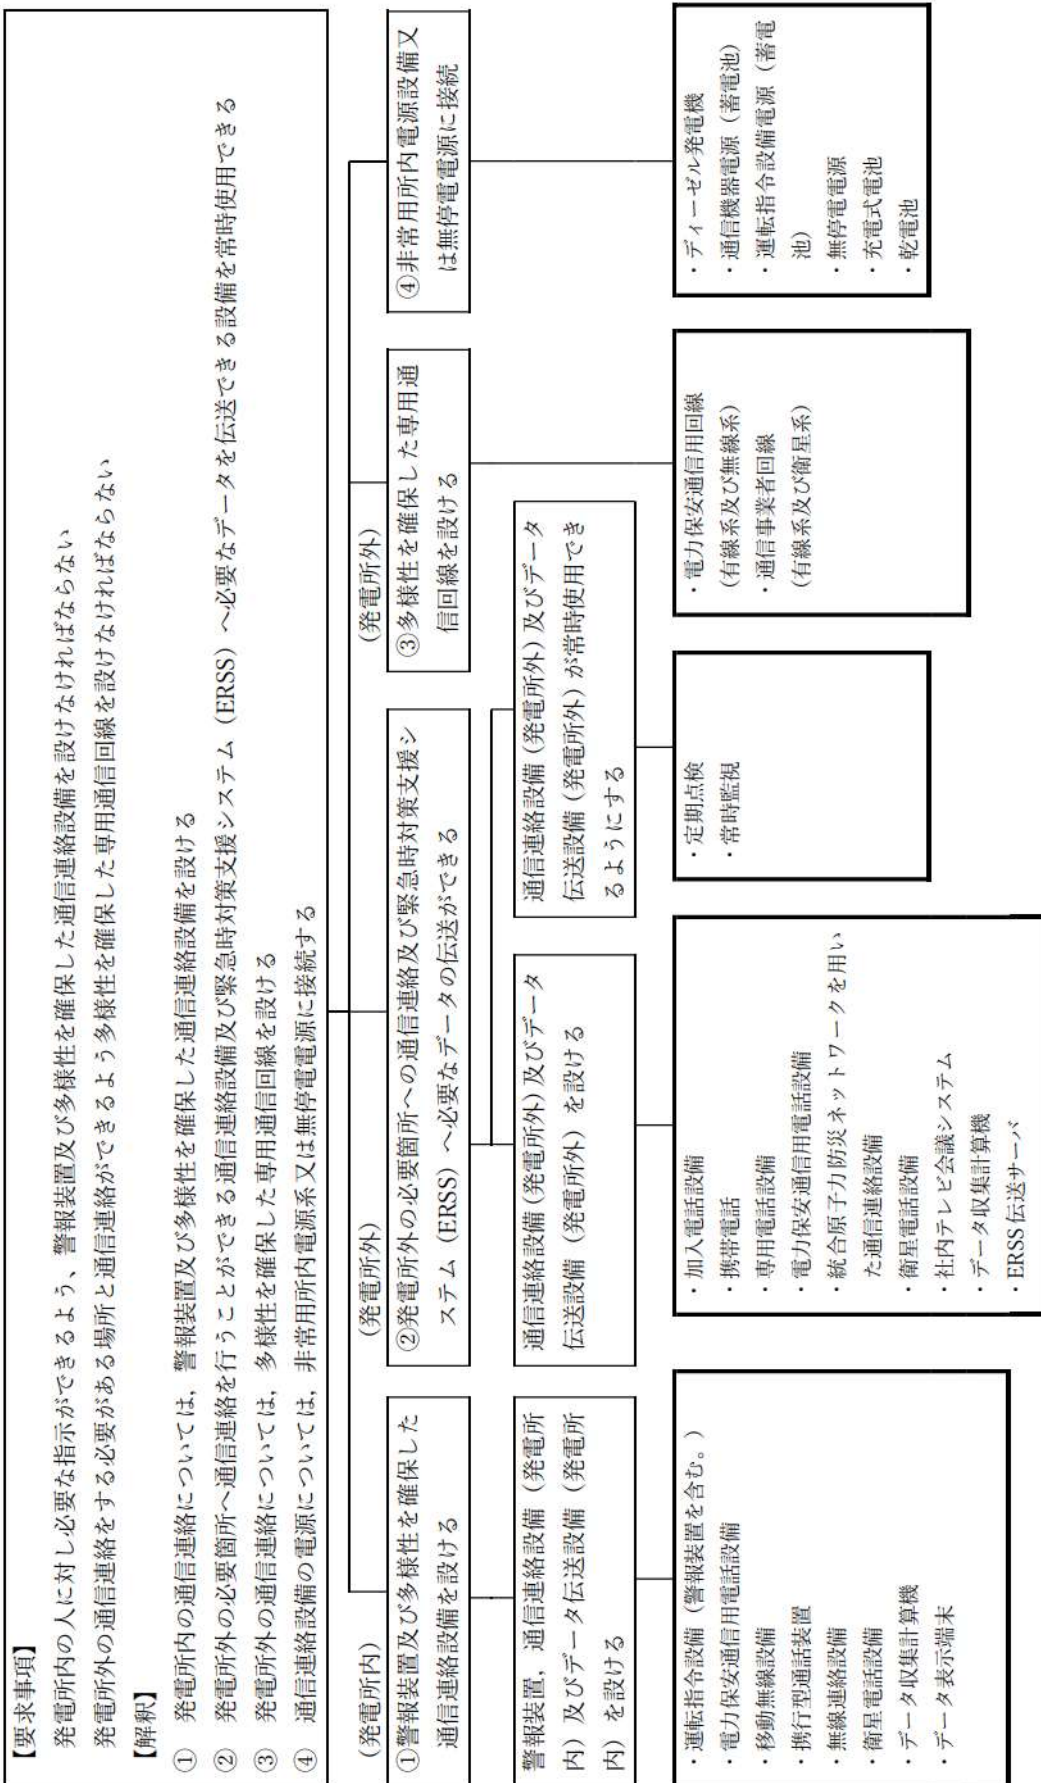 【要求事項】
発電所内の人に対し必要な指示ができるよう、警報装置及び多様性を確保した通信連絡設備を設けなければならない
発電所外の通信連絡をする必要がある場所と通信連絡ができるよう多様性を確保した専用通信回線を設けなければならない
【解釈】
① 発電所内の通信連絡については，警報装置及び多様性を確保した通信連絡設備を設ける
② 発電所外の必要箇所へ通信連絡を行うことができる通信連絡設備及び緊急時対策支援システム（ERSS）へ必要なデータを伝送できる設備を常時使用できる
③ 発電所外の通信連絡については，多様性を確保した専用通信回線を設ける
④ 通信連絡設備の電源については，非常用所内電源系又は無停電電源に接続する
（発電所内）
①警報装置及び多様性を確保した
通信連絡設備を設ける
警報装置，通信連絡設備（発電所
内）及びデータ伝送設備（発電所
内）を設ける
・運転指令設備（警報装置を含む。）
・電力保安通信用電話設備
・移動無線設備
・携行型通話装置
・無線連絡設備
・衛星電話設備
・データ収集計算機
・データ表示端末
（発電所外）
②発電所外の必要箇所への通信連絡及び緊急時対策支援シ
ステム（ERSS）へ必要なデータの伝送ができる
通信連絡設備（発電所外）及びデータ
伝送設備（発電所外）を設ける
・加入電話設備
・携帯電話
・専用電話設備
・電力保安通信用電話設備
・統合原子力防災ネットワークを用い
た通信連絡設備
・衛星電話設備
・社内テレビ会議システム
・データ収集計算機
・ERSS伝送サーバ
通信連絡設備（発電所外）及びデータ
伝送設備（発電所外）が常時使用でき
るようにする
・定期点検
・常時監視
（発電所外）
③多様性を確保した専用通
信回線を設ける
・電力保安通信用回線
（有線系及び無線系）
・通信事業者回線
（有線系及び衛星系）
④非常用所内電源設備又
は無停電電源に接続
・ディーゼル発電機
・通信機器電源（蓄電池）
・運転指令設備電源（蓄電
池）
・無停電電源
・充電式電池
・乾電池